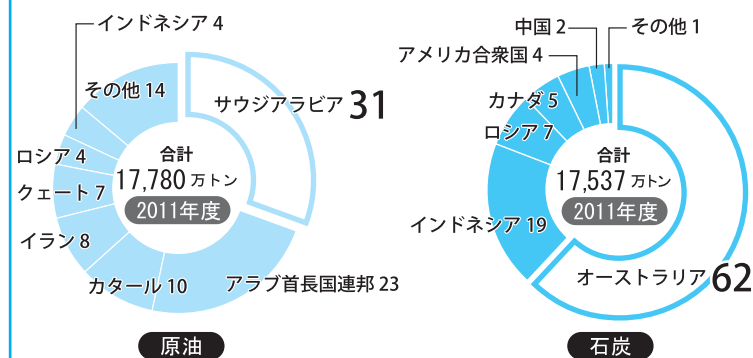 インドネシア 4
その他 14
サウジアラビア 31
ロシア 4
クェート 7
イラン 8
カタール 10
アラブ首長国連邦 23
合計
17,780 万トン
2011年度
原油
中国 2
その他 1
アメリカ合衆国 4
カナダ 5
ロシア 7
インドネシア 19
オーストラリア 62
合計
17,537 万トン
2011年度
石炭